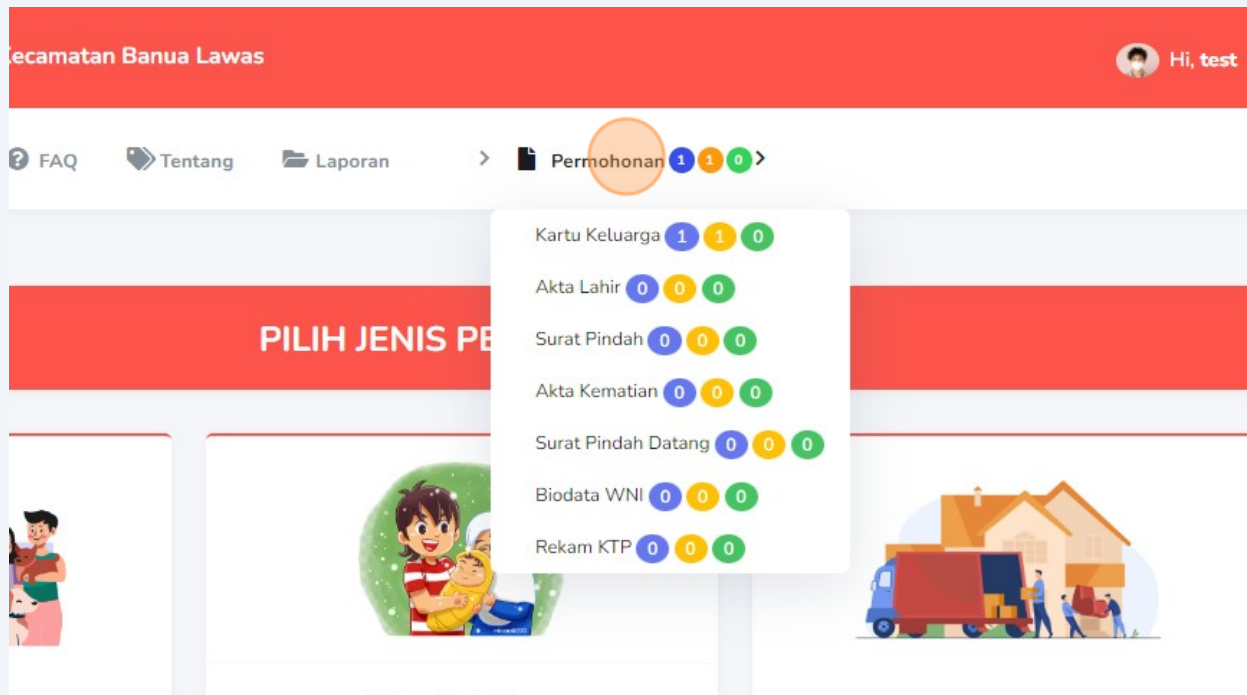 Kecamatan Banua Lawas
Hi, test
FAQ Tentang Laporan Permohonan 1 1 0
Kartu Keluarga 1 1 0
Akta Lahir 0 0 0
Surat Pindah 0 0 0
PILIH JENIS PE
Akta Kematian 0 0 0
Surat Pindah Datang 0 0 0
Biodata WNI 0 0 0
Rekam KTP 0 0 0